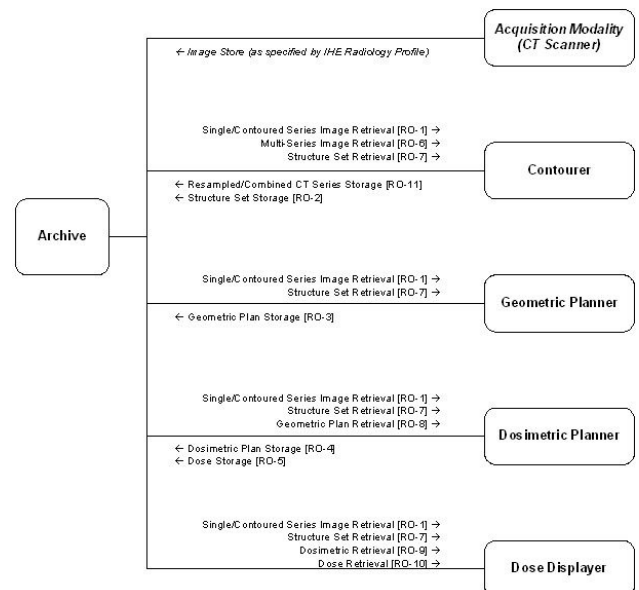 Acquisition Modality
(CT Scanner)
← Image Store (as specified by IHE Radiology Profile)
Single/Contoured Series Image Retrieval [RO-1] →
Multi-Series Image Retrieval [RO-6] →
Structure Set Retrieval [RO-7] →
Contourer
← Resampled/Combined CT Series Storage [RO-11]
← Structure Set Storage [RO-2]
Archive
Single/Contoured Series Image Retrieval [RO-1] →
Structure Set Retrieval [RO-7] →
Geometric Planner
← Geometric Plan Storage [RO-3]
Single/Contoured Series Image Retrieval [RO-1] →
Structure Set Retrieval [RO-7] →
Geometric Plan Retrieval [RO-8] →
Dosimetric Planner
← Dosimetric Plan Storage [RO-4]
← Dose Storage [RO-5]
Single/Contoured Series Image Retrieval [RO-1] →
Structure Set Retrieval [RO-7] →
Dosimetric Retrieval [RO-9] →
Dose Retrieval [RO-10] →
Dose Displayer